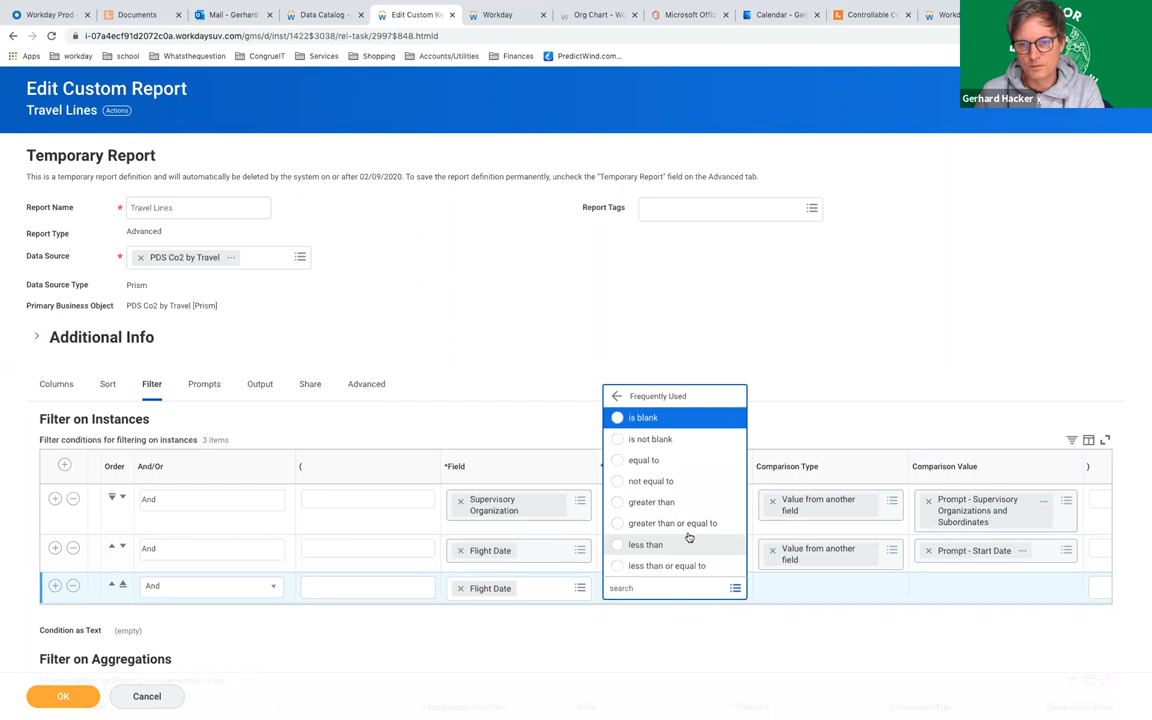 Workday Prod - F
Documents
Mail - Gerhard
Data Catalog -
Edit Custom Re
Workday
Org Chart - Wo
Microsoft Offic
Calendar - Ger
Controllable Co
Workd
i-07a4ecf91d2072c0a.workdaysuv.com/gms/d/inst/1422$3038/rel-task/2997$848.htmld
Apps
workday
school
Whatsthequestion
CongruelT
Services
Shopping
Accounts/Utilities
Finances
PredictWind.com...
Gerhard Hacker
Edit Custom Report
Travel Lines Actions
Temporary Report
This is a temporary report definition and will automatically be deleted by the system on or after 02/09/2020. To save the report definition permanently, uncheck the "Temporary Report" field on the Advanced tab.
Report Name * Travel Lines
Report Tags
Report Type Advanced
Data Source * PDS Co2 by Travel
Data Source Type Prism
Primary Business Object PDS Co2 by Travel [Prism]
Additional Info
Columns
Sort
Filter
Prompts
Output
Share
Advanced
Filter on Instances
Filter conditions for filtering on instances 3 items
Order
And/Or
(
*Field
Comparison Type
Comparison Value
)
And
Supervisory
Organization
Value from another
field
Prompt - Supervisory
Organizations and
Subordinates
And
Flight Date
Value from another
field
Prompt - Start Date
And
Flight Date
Frequently Used
is blank
is not blank
equal to
not equal to
greater than
greater than or equal to
less than
less than or equal to
search
Condition as Text (empty)
Filter on Aggregations
OK
Cancel